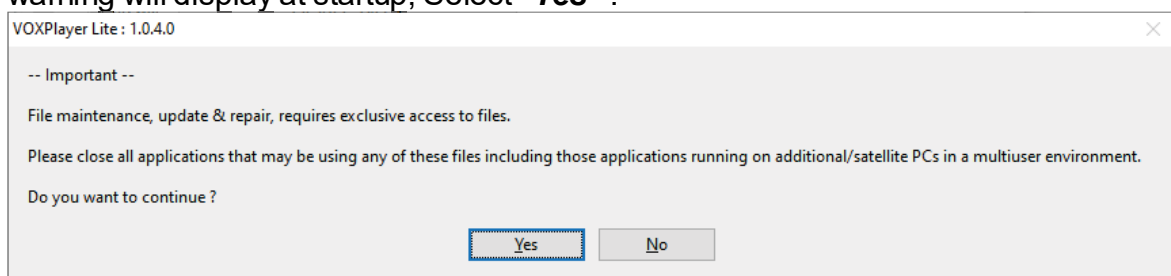 warning will display at startup, Select "Yes" .
VOXPlayer Lite : 1.0.4.0
-- Important --
File maintenance, update & repair, requires exclusive access to files.
Please close all applications that may be using any of these files including those applications running on additional/satellite PCs in a multiuser environment.
Do you want to continue ?
Yes No